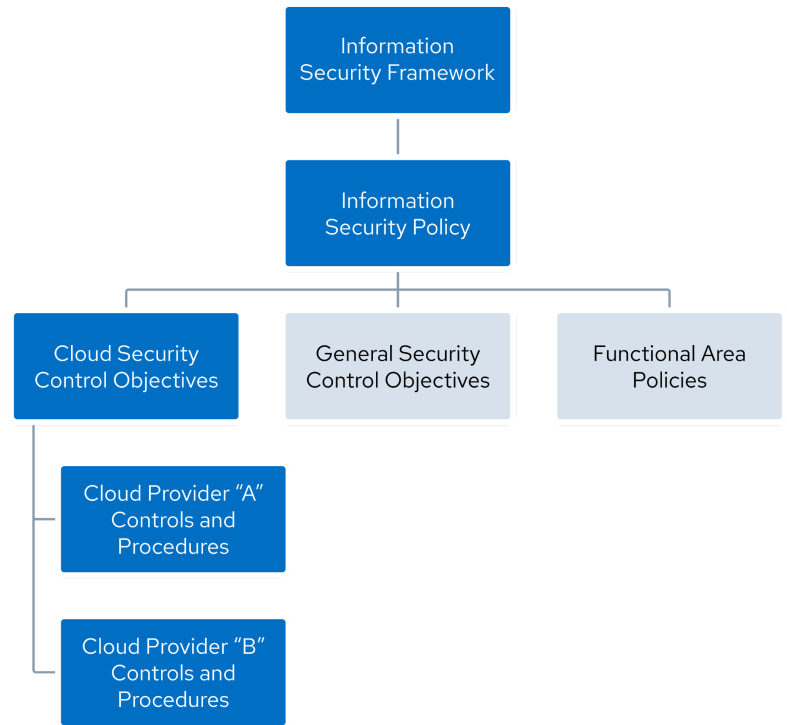 Information
Security Framework
Information
Security Policy
Cloud Security
Control Objectives
General Security
Control Objectives
Functional Area
Policies
Cloud Provider “A”
Controls and
Procedures
Cloud Provider “B”
Controls and
Procedures